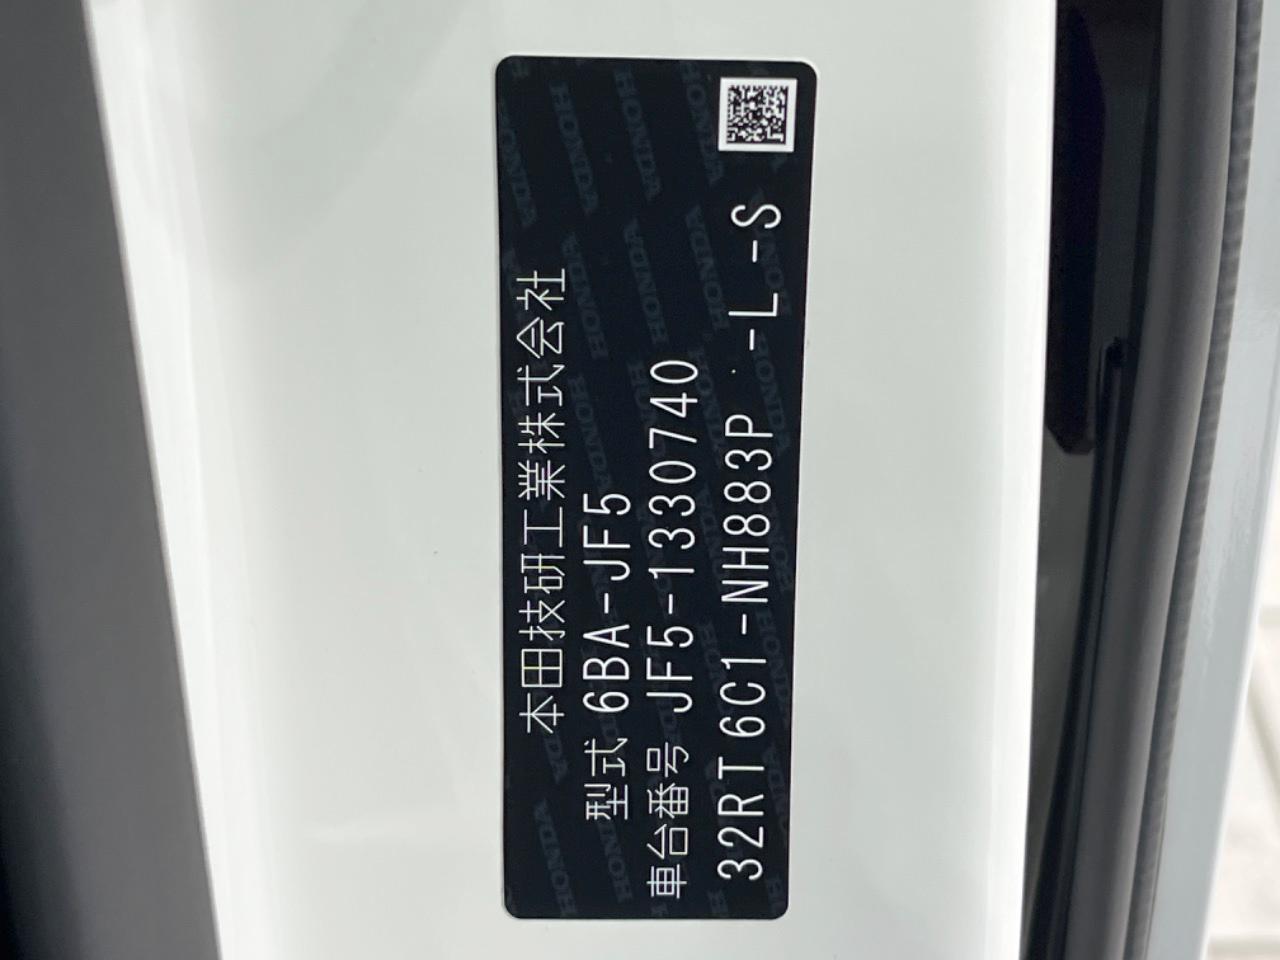 本田技研工業株式会社
型式 6BA-JF5
車台番号 JF5-1330740
32RT6C1-NH883P -L -S